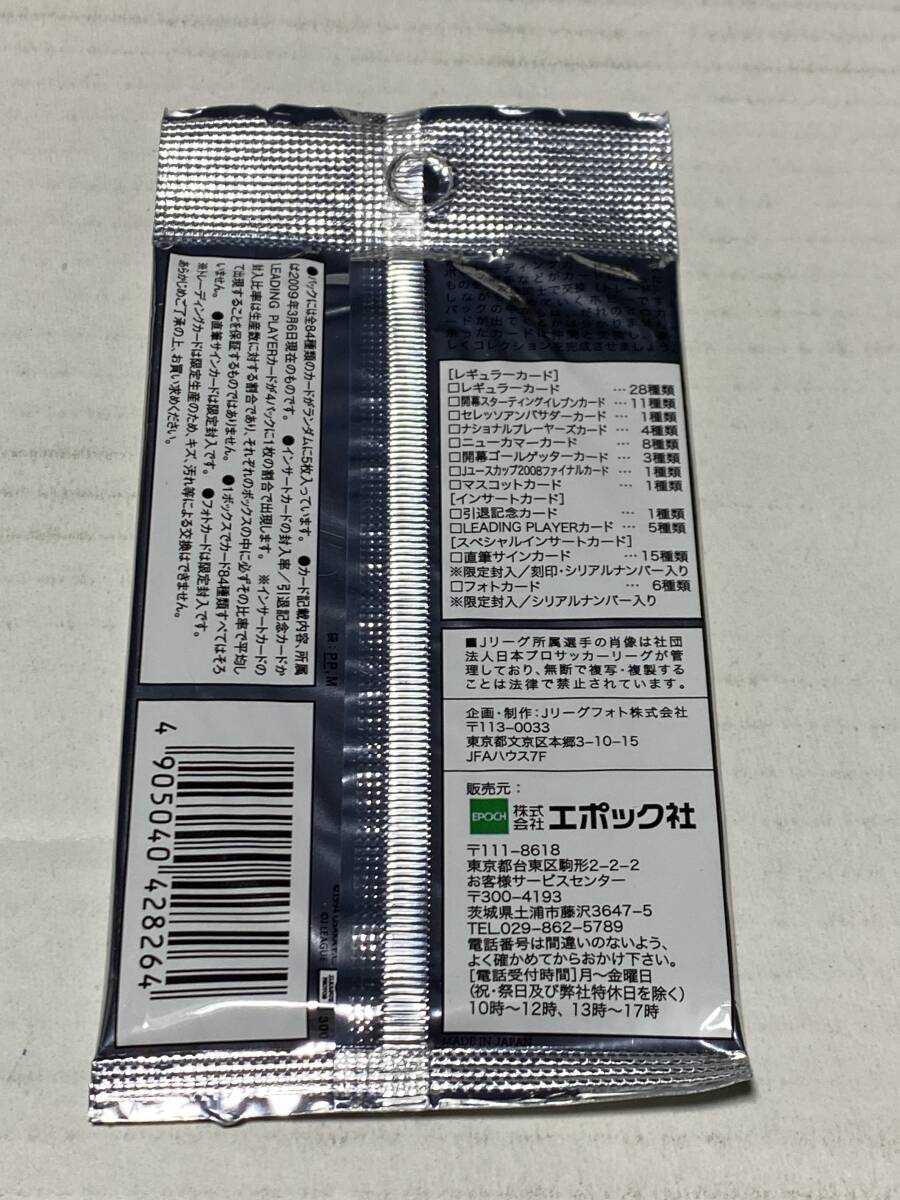 ●パックには全84種類のカードがランダムに5枚入っています。 ●カード記載内容、所属
は2009年3月6日現在のものです。 ●インサートカードの封入率／引退記念カードか
LEADING PLAYERカードが4パックに1枚の割合で出現します。 ※インサートカードの
封入比率は生産数に対する割合であり、それぞれのボックスの中に必ずその比率で平均し
て出現することを保証するものではありません。 ●1ボックスでカード84種類すべてはそろ
いません。 ●直筆サインカードは限定封入です。 ●フォトカードは限定封入です。
※トレーディングカードは限定生産のため、キズ、汚れ等による交換はできません。
あらかじめご了承の上、お買い求めください。
袋：PP, M
4 905040 428264
J.LEAGUE
しくコレクションを完成させましょう。
[レギュラーカード]
□レギュラーカード …28種類
□開幕スターティングイレブンカード …11種類
□セレッソアンバサダーカード … 1種類
□ナショナルプレーヤーズカード … 4種類
□ニューカマーカード … 8種類
□開幕ゴールゲッターカード … 3種類
□Jユースカップ2008ファイナルカード … 1種類
□マスコットカード … 1種類
[インサートカード]
□引退記念カード … 1種類
□LEADING PLAYERカード … 5種類
[スペシャルインサートカード]
□直筆サインカード …15種類
※限定封入／刻印・シリアルナンバー入り
□フォトカード … 6種類
※限定封入／シリアルナンバー入り
■Jリーグ所属選手の肖像は社団
法人日本プロサッカーリーグが管
理しており、無断で複写・複製する
ことは法律で禁止されています。
企画・制作：Jリーグフォト株式会社
〒113-0033
東京都文京区本郷3-10-15
JFAハウス7F
販売元：
EPOCH 株式会社 エポック社
〒111-8618
東京都台東区駒形2-2-2
お客様サービスセンター
〒300-4193
茨城県土浦市藤沢3647-5
TEL.029-862-5789
電話番号は間違いのないよう、
よく確かめてからおかけ下さい。
[電話受付時間]月～金曜日
(祝・祭日及び弊社特休日を除く)
10時～12時、13時～17時
MADE IN JAPAN